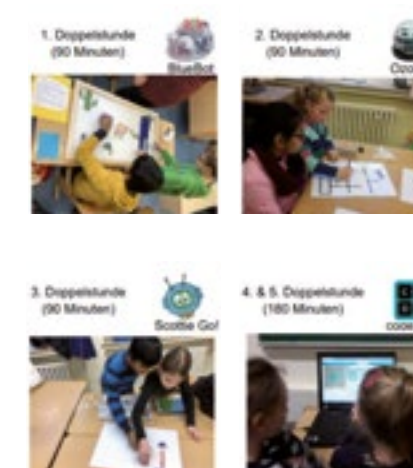 1. Doppelstunde
(90 Minuten)
BlueBot
2. Doppelstunde
(90 Minuten)
3. Doppelstunde
(90 Minuten)
Scottie Go!
4. & 5. Doppelstunde
(180 Minuten)